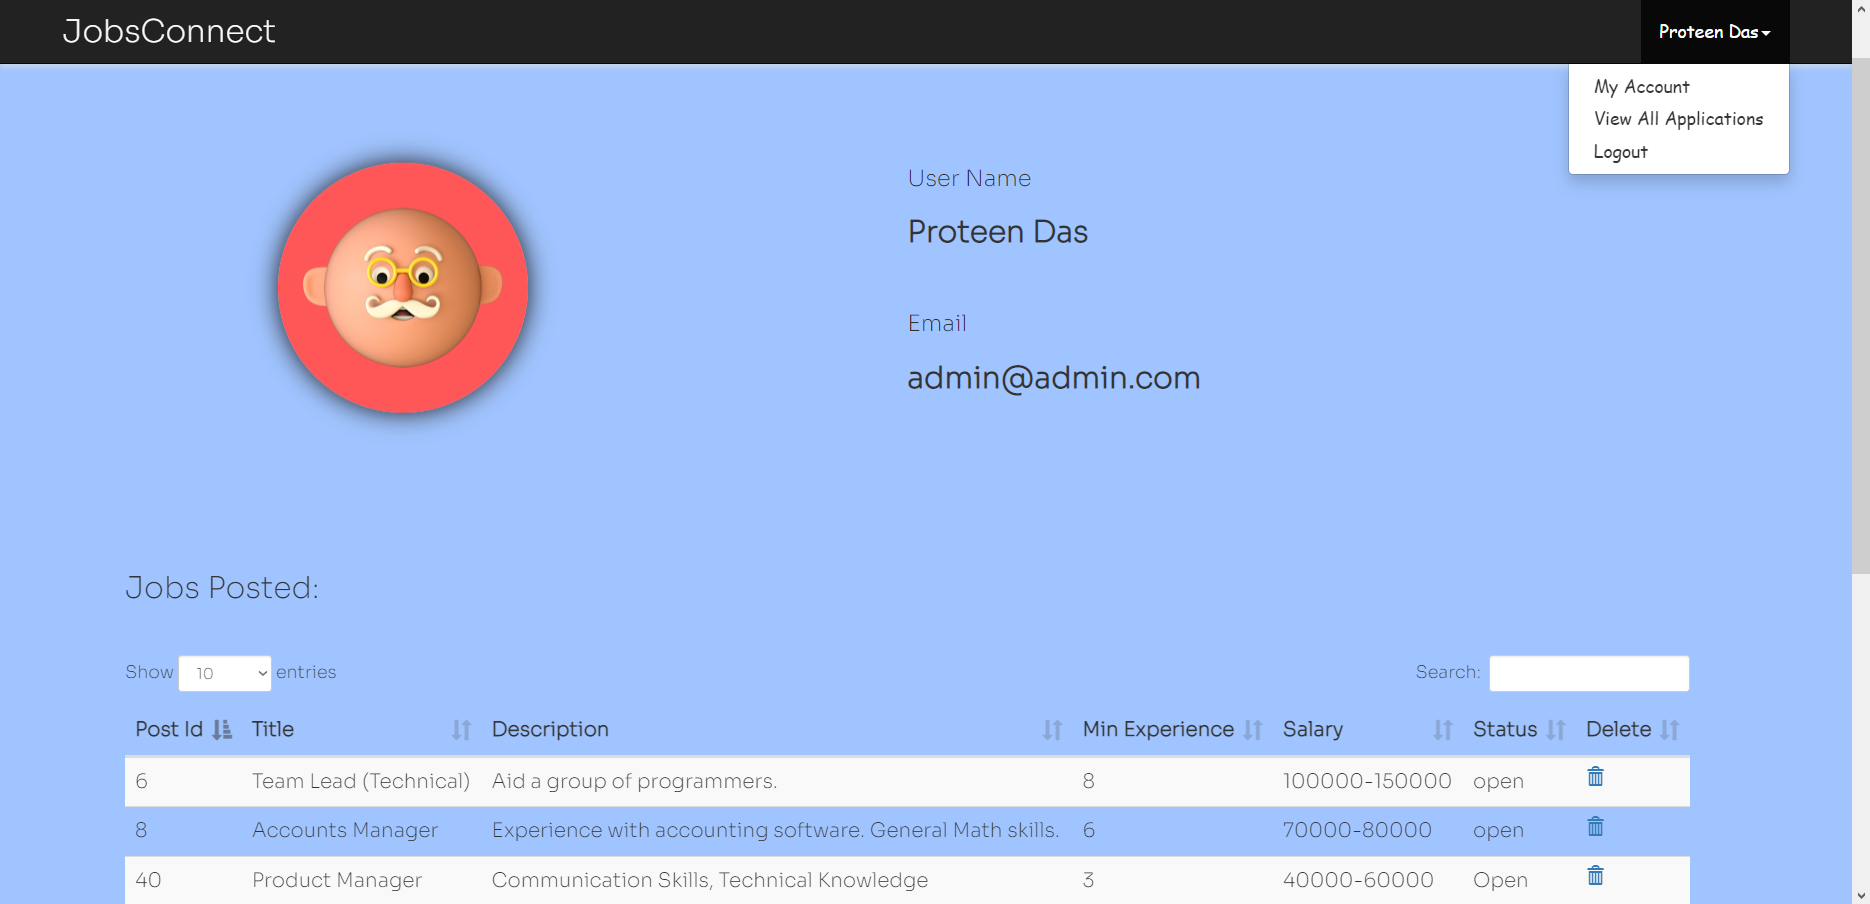 JobsConnect
Proteen Das
My Account
View All Applications
Logout
User Name
Proteen Das
Email
admin@admin.com
Jobs Posted:
Show 10 entries Search:
Post Id Title Description Min Experience Salary Status Delete
6 Team Lead (Technical) Aid a group of programmers. 8 100000-150000 open
8 Accounts Manager Experience with accounting software. General Math skills. 6 70000-80000 open
40 Product Manager Communication Skills, Technical Knowledge 3 40000-60000 Open